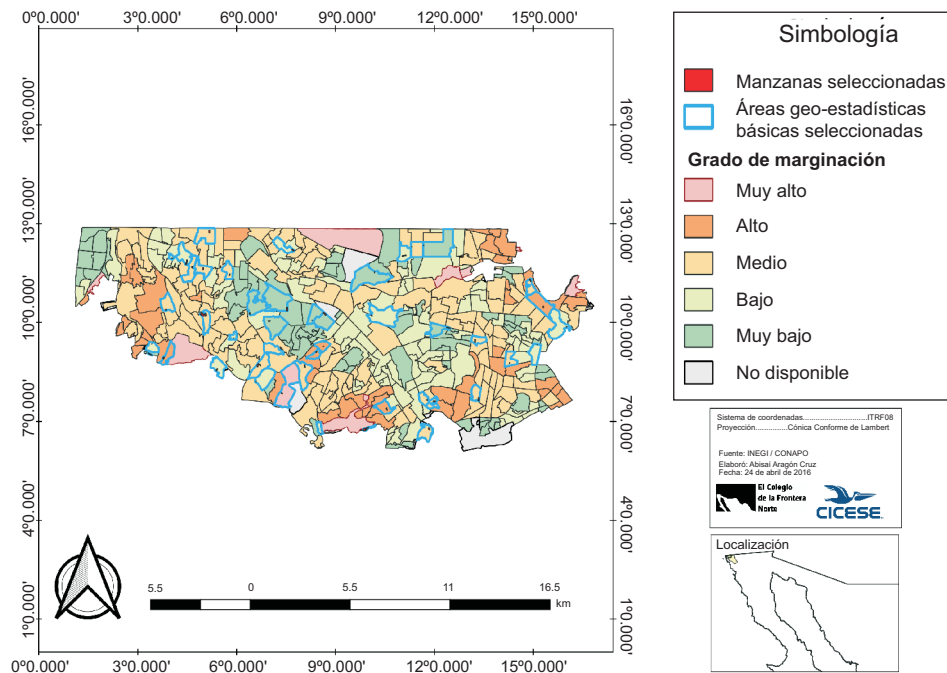 0º0.000' 3º0.000' 6º0.000' 9º0.000' 12º0.000' 15º0.000'
16º0.000' 16º0.000'
13º0.000' 13º0.000'
10º0.000' 10º0.000'
7º0.000' 7º0.000'
4º0.000' 4º0.000'
1º0.000' 1º0.000'
5.5 0 5.5 11 16.5
km
0º0.000' 3º0.000' 6º0.000' 9º0.000' 12º0.000' 15º0.000'
Simbología
Manzanas seleccionadas
Áreas geo-estadísticas
básicas seleccionadas
Grado de marginación
Muy alto
Alto
Medio
Bajo
Muy bajo
No disponible
Sistema de coordenadas..................ITRF08
Proyección..............Cónica Conforme de Lambert
Fuente: INEGI / CONAPO
Elaboró: Abisaí Aragón Cruz
Fecha: 24 de abril de 2016
El Colegio
de la Frontera
Norte
CICESE
Localización